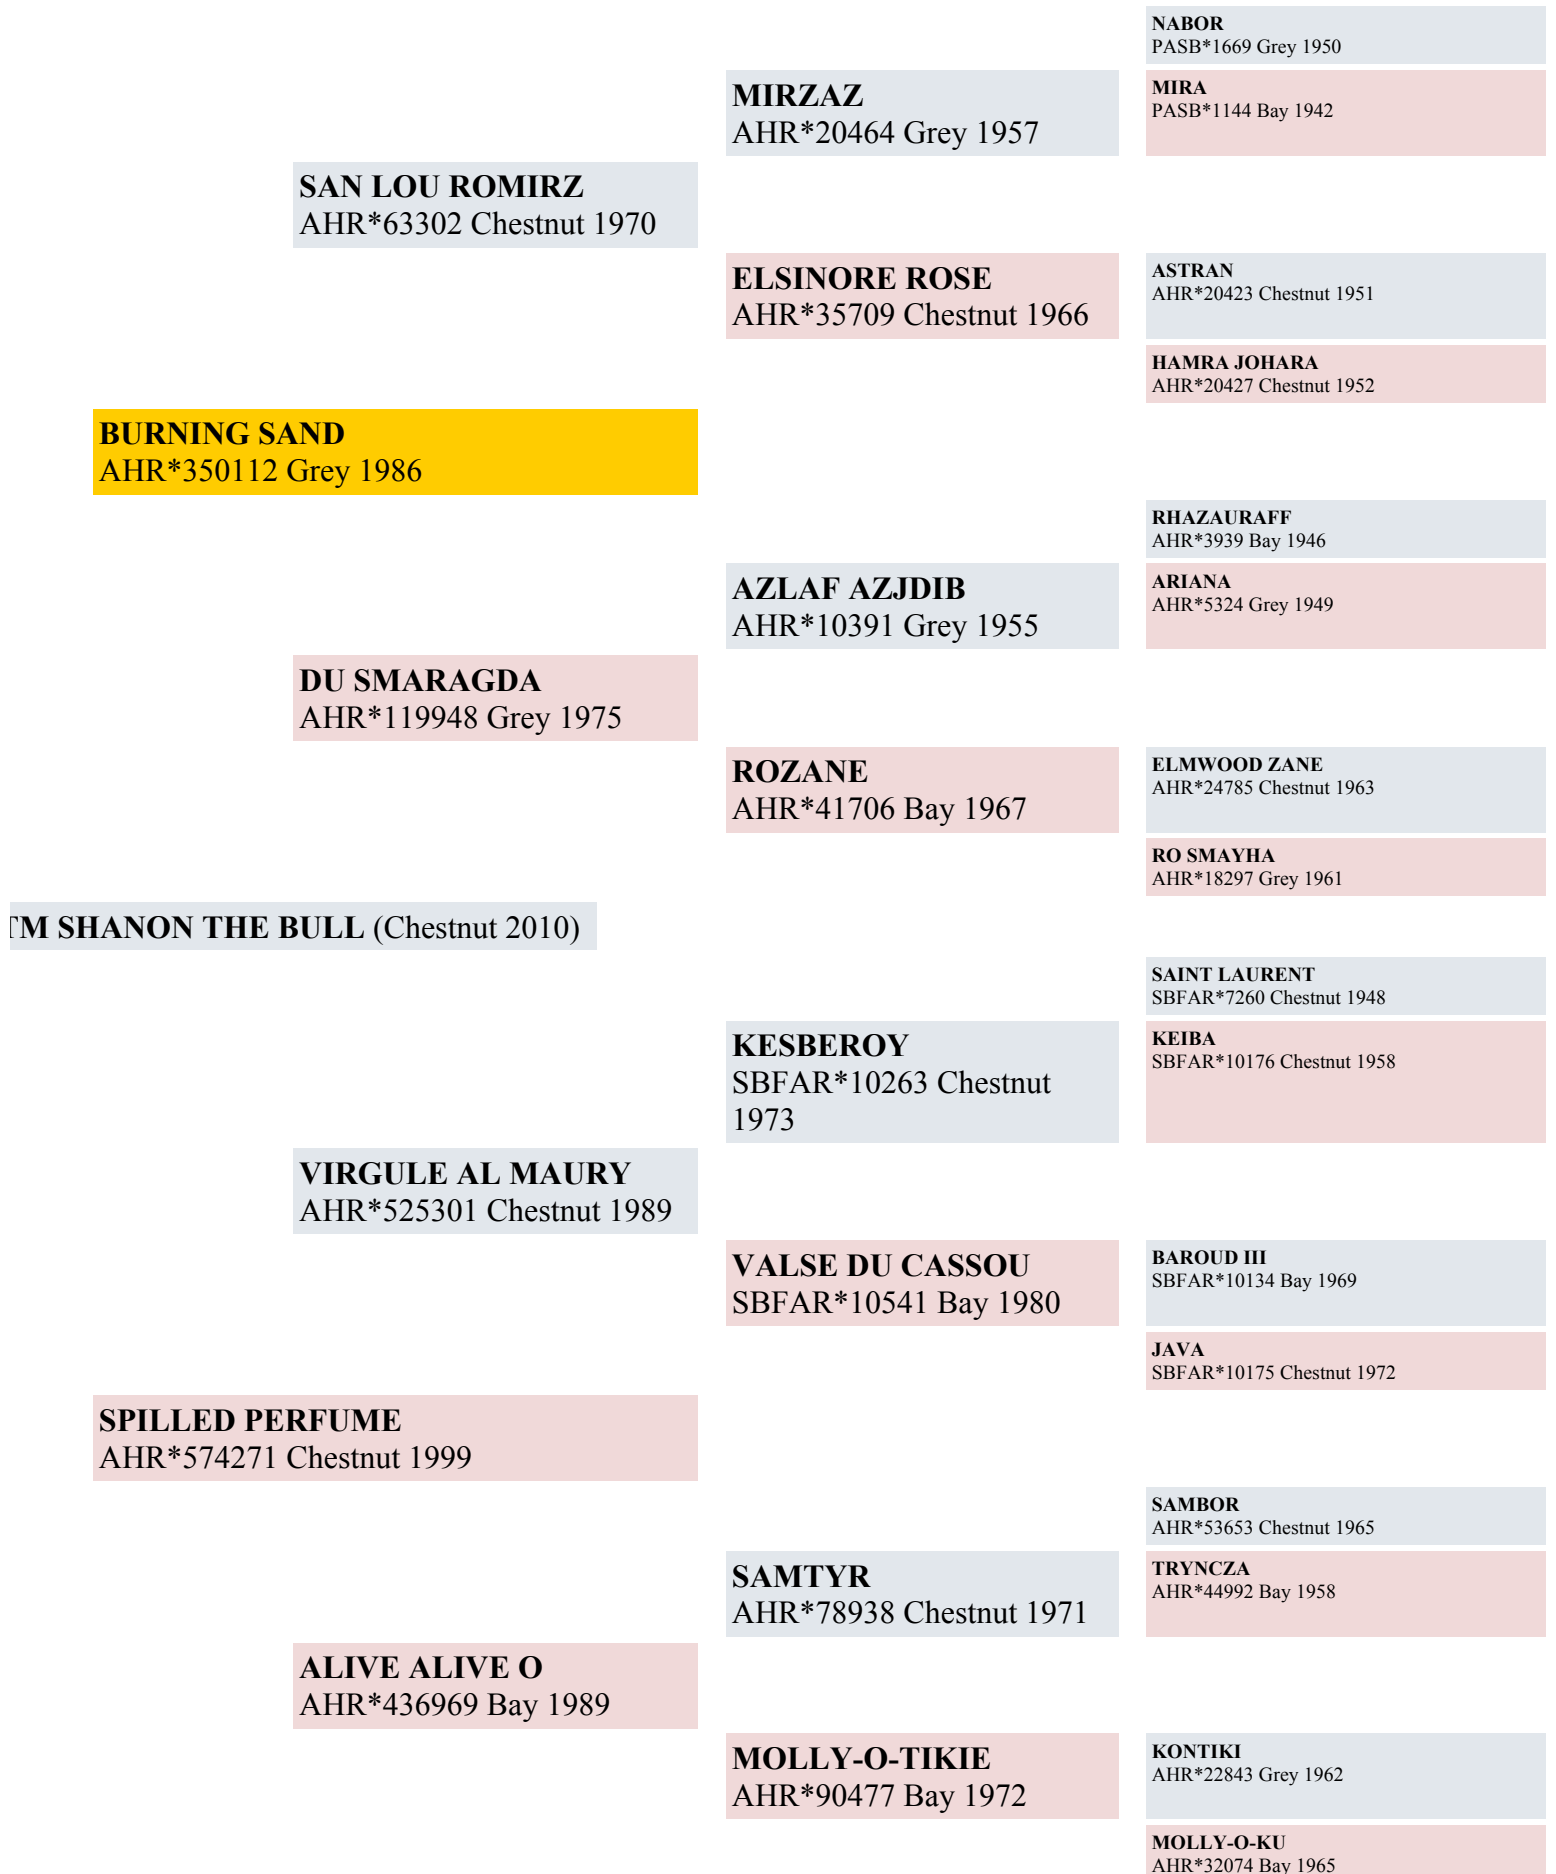 NABOR
PASB*1669 Grey 1950
MIRZAZ
AHR*20464 Grey 1957
MIRA
PASB*1144 Bay 1942
SAN LOU ROMIRZ
AHR*63302 Chestnut 1970
ELSINORE ROSE
AHR*35709 Chestnut 1966
ASTRAN
AHR*20423 Chestnut 1951
HAMRA JOHARA
AHR*20427 Chestnut 1952
BURNING SAND
AHR*350112 Grey 1986
RHAZAURAFF
AHR*3939 Bay 1946
AZLAF AZJDIB
AHR*10391 Grey 1955
ARIANA
AHR*5324 Grey 1949
DU SMARAGDA
AHR*119948 Grey 1975
ROZANE
AHR*41706 Bay 1967
ELMWOOD ZANE
AHR*24785 Chestnut 1963
RO SMAYHA
AHR*18297 Grey 1961
SHANON THE BULL (Chestnut 2010)
SAINT LAURENT
SBFAR*7260 Chestnut 1948
KESBEROY
SBFAR*10263 Chestnut
1973
KEIBA
SBFAR*10176 Chestnut 1958
VIRGULE AL MAURY
AHR*525301 Chestnut 1989
VALSE DU CASSOU
SBFAR*10541 Bay 1980
BAROUD III
SBFAR*10134 Bay 1969
JAVA
SBFAR*10175 Chestnut 1972
SPILLED PERFUME
AHR*574271 Chestnut 1999
SAMBOR
AHR*53653 Chestnut 1965
SAMTYR
AHR*78938 Chestnut 1971
TRYNCZA
AHR*44992 Bay 1958
ALIVE ALIVE O
AHR*436969 Bay 1989
MOLLY-O-TIKIE
AHR*90477 Bay 1972
KONTIKI
AHR*22843 Grey 1962
MOLLY-O-KU
AHR*32074 Bay 1965